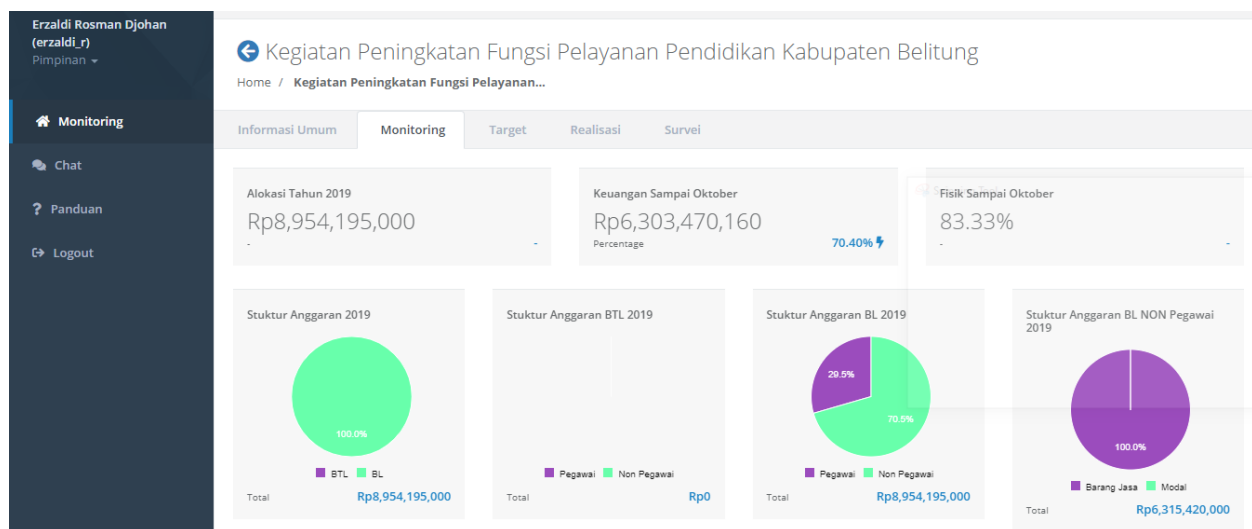 Erzaldi Rosman Djohan
(erzaldi_r)
Pimpinan
Monitoring
Chat
Panduan
Logout
Kegiatan Peningkatan Fungsi Pelayanan Pendidikan Kabupaten Belitung
Home / Kegiatan Peningkatan Fungsi Pelayanan...
Informasi Umum Monitoring Target Realisasi Survei
Alokasi Tahun 2019
Rp8,954,195,000
- -
Keuangan Sampai Oktober
Rp6,303,470,160
Percentage 70.40%
Fisik Sampai Oktober
83.33%
- -
Stuktur Anggaran 2019
100.0%
BTL BL
Total Rp8,954,195,000
Stuktur Anggaran BTL 2019
Pegawai Non Pegawai
Total Rp0
Stuktur Anggaran BL 2019
29.5%
70.5%
Pegawai Non Pegawai
Total Rp8,954,195,000
Stuktur Anggaran BL NON Pegawai
2019
100.0%
Barang Jasa Modal
Total Rp6,315,420,000